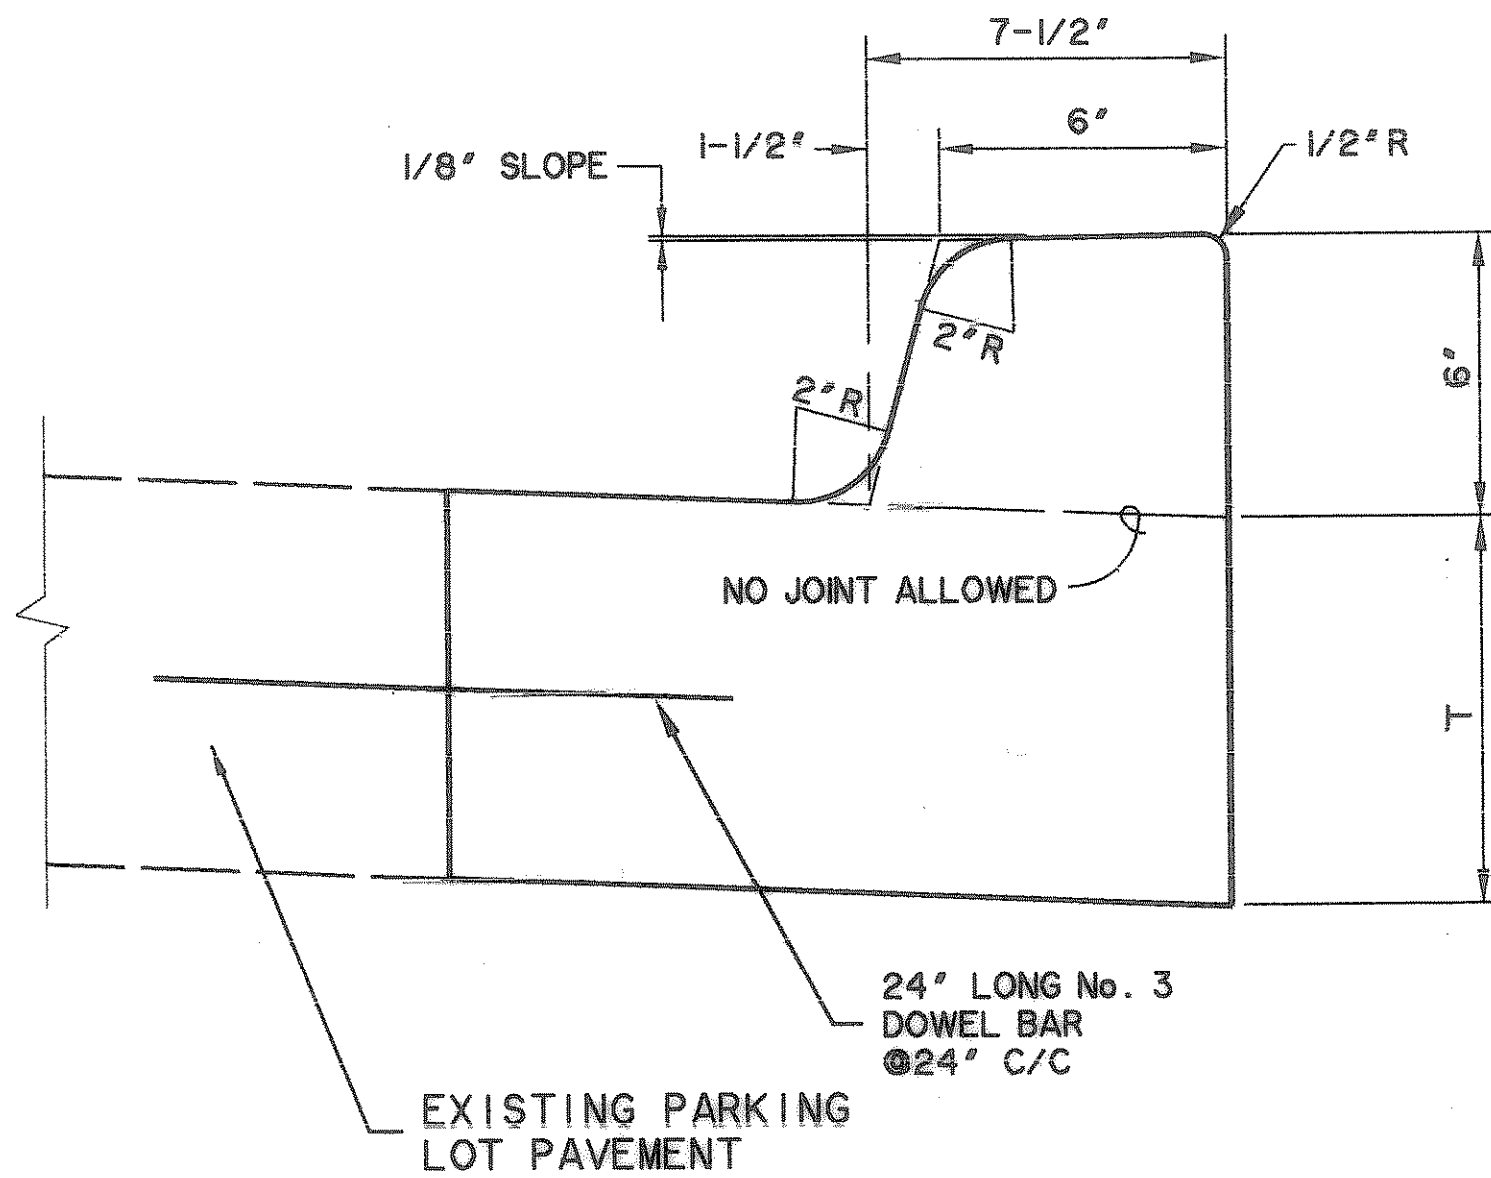 7-1/2"
6"
1-1/2"
1/2" R
1/8" SLOPE
2" R
2" R
6"
NO JOINT ALLOWED
T
24" LONG No. 3
DOWEL BAR
@24" C/C
EXISTING PARKING
LOT PAVEMENT